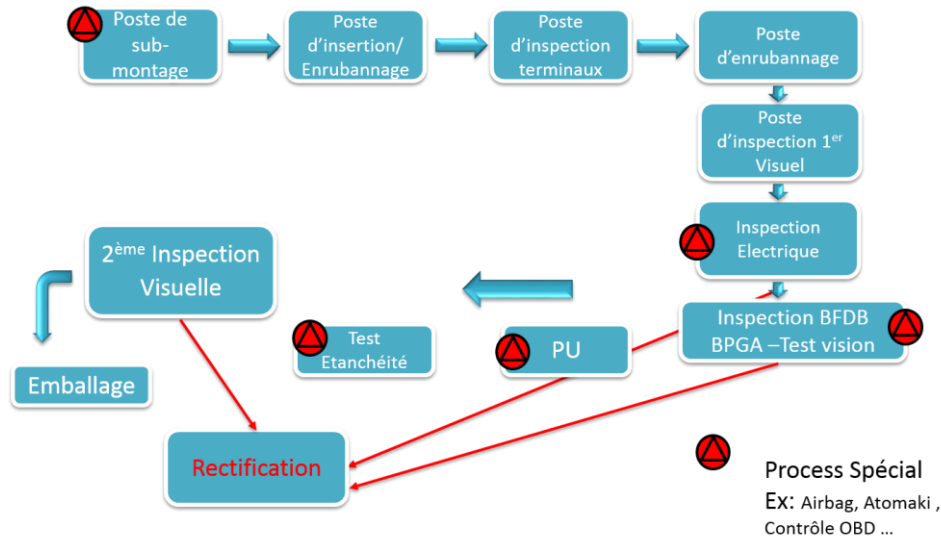 Poste de
sub-
montage
Poste
d'insertion/
Enrubannage
Poste
d'inspection
terminaux
Poste
d'enrubannage
Poste
d'inspection 1er
Visuel
Inspection
Electrique
Inspection BFDB
BPGA –Test vision
PU
Test
Etanchéité
2ème Inspection
Visuelle
Emballage
Rectification
Process Spécial
Ex: Airbag, Atomaki ,
Contrôle OBD ...